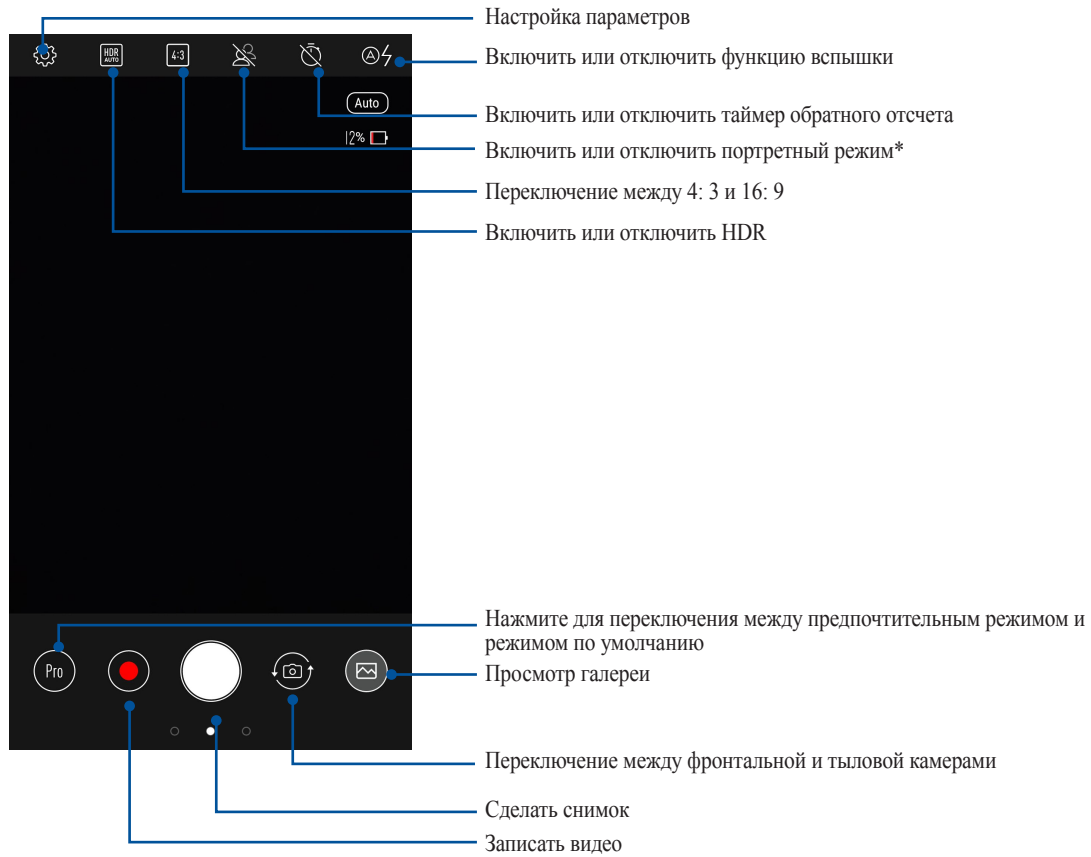 Настройка параметров
HDR AUTO
4:3
A
Включить или отключить функцию вспышки
Auto
Включить или отключить таймер обратного отсчета
12%
Включить или отключить портретный режим*
Переключение между 4: 3 и 16: 9
Включить или отключить HDR
Нажмите для переключения между предпочтительным режимом и
режимом по умолчанию
Pro
Просмотр галереи
Переключение между фронтальной и тыловой камерами
Сделать снимок
Записать видео